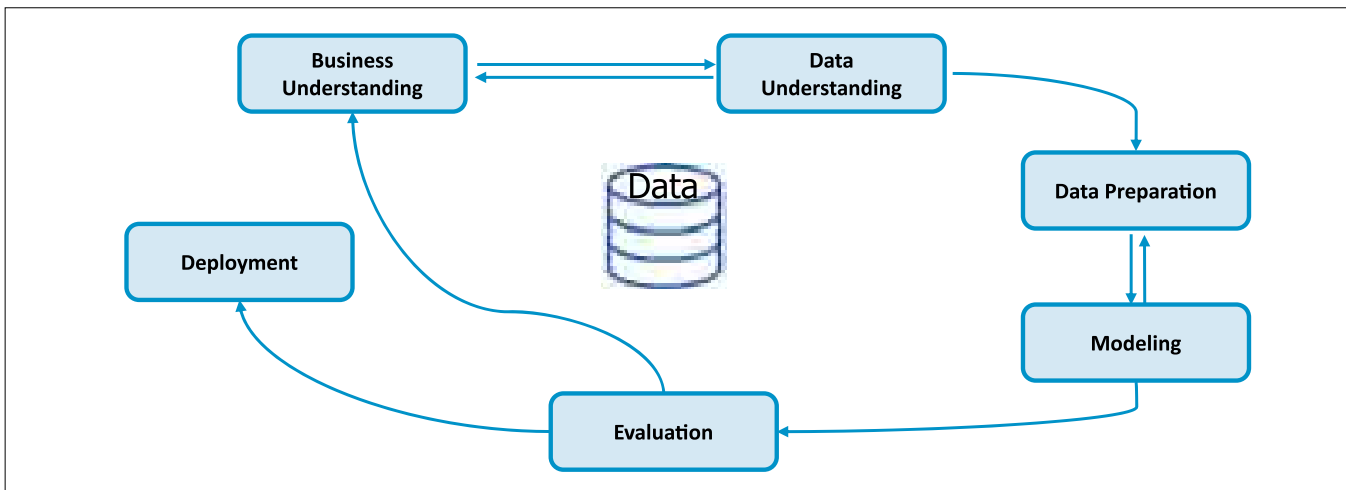 Business
Understanding
Data
Understanding
Data
Data Preparation
Deployment
Modeling
Evaluation